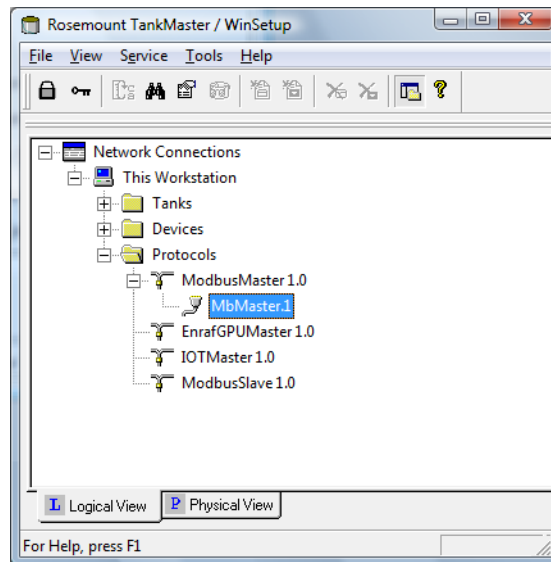 Rosemount TankMaster / WinSetup
File View Service Tools Help
Network Connections
This Workstation
Tanks
Devices
Protocols
ModbusMaster 1.0
MbMaster.1
EnrafGPUMaster 1.0
IOTMaster 1.0
ModbusSlave 1.0
L Logical View P Physical View
For Help, press F1